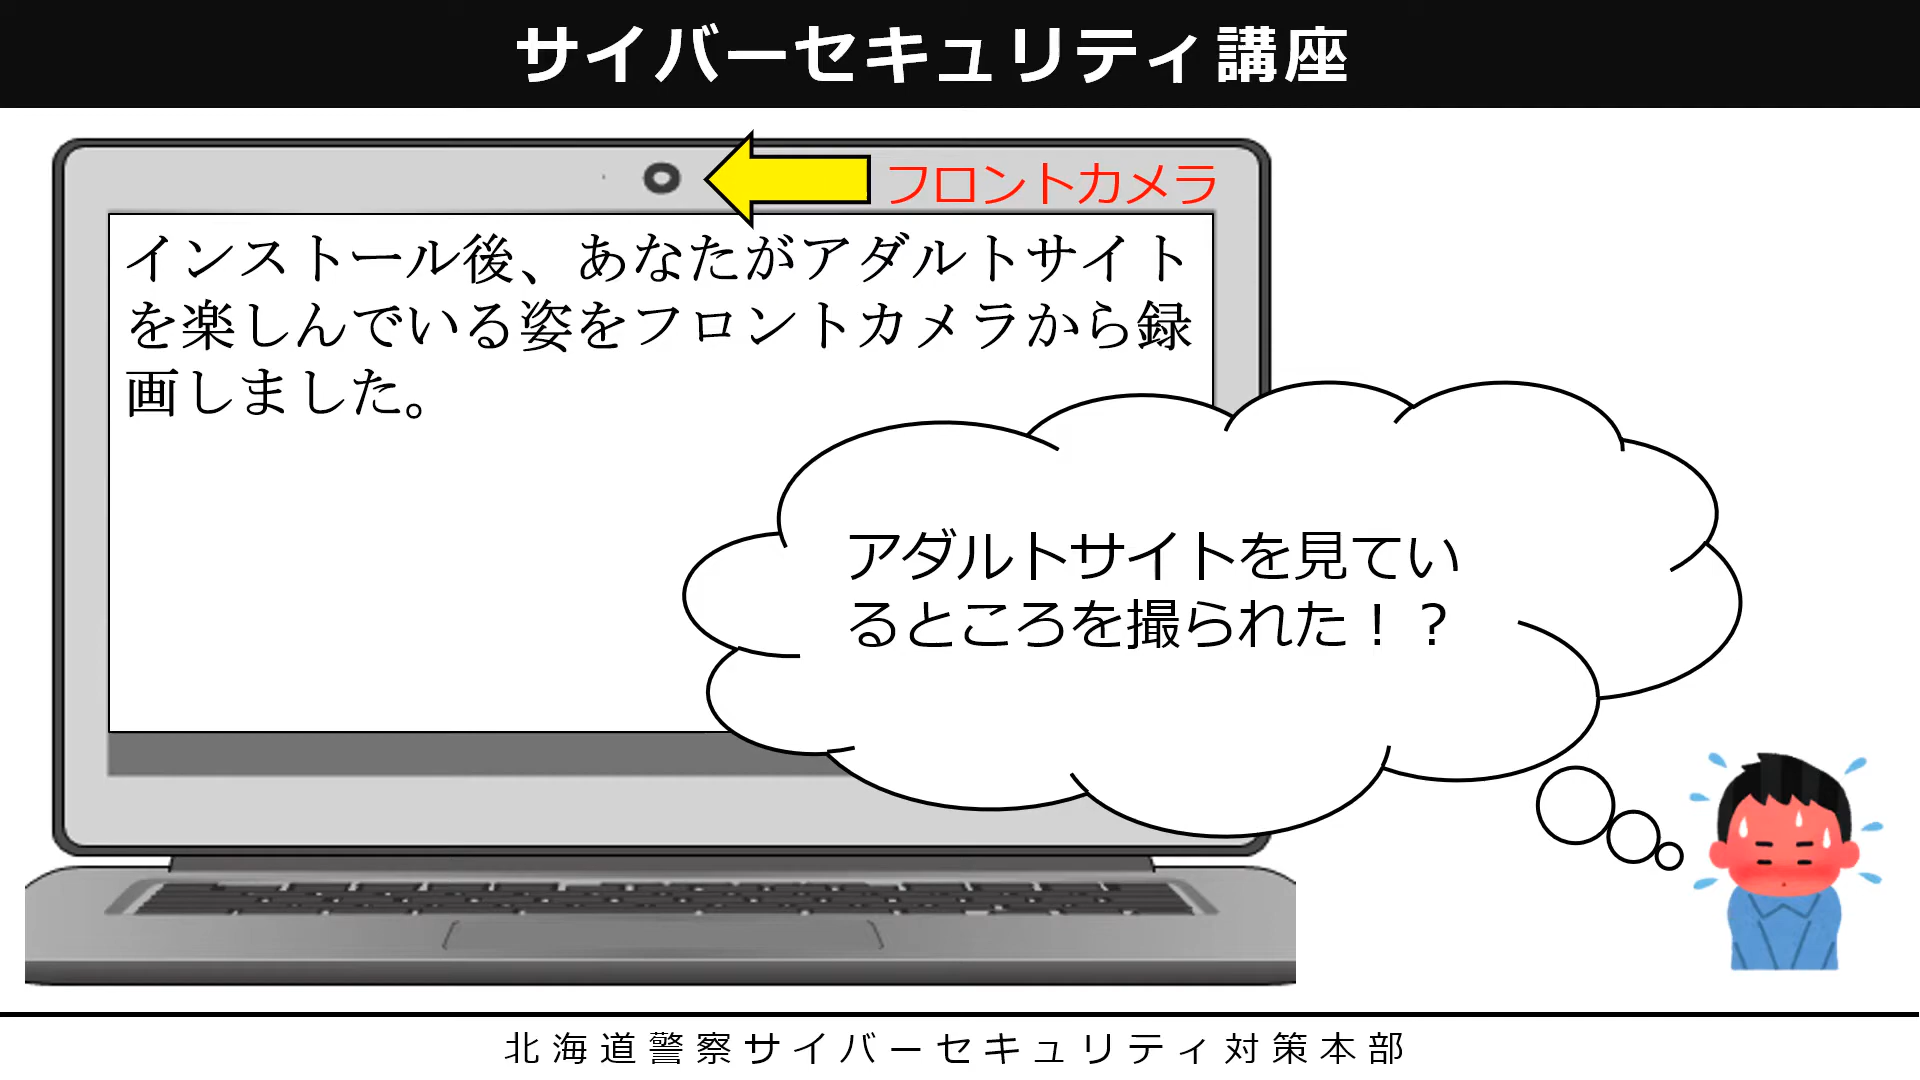 サイバーセキュリティ講座
フロントカメラ
インストール後、あなたがアダルトサイト
を楽しんでいる姿をフロントカメラから録
画しました。
アダルトサイトを見てい
るところを撮られた！？
北海道警察サイバーセキュリティ対策本部